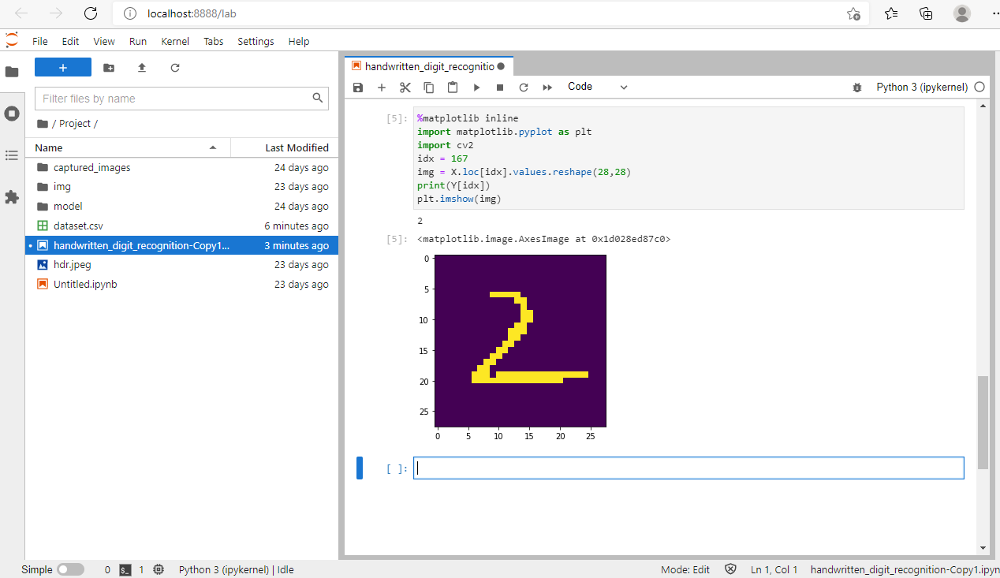 localhost:8888/lab
File Edit View Run Kernel Tabs Settings Help
Filter files by name
/ Project /
Name Last Modified
captured_images 24 days ago
img 23 days ago
model 24 days ago
dataset.csv 6 minutes ago
handwritten_digit_recognition-Copy1... 3 minutes ago
hdr.jpeg 23 days ago
Untitled.ipynb 23 days ago
handwritten_digit_recognitio
Code Python 3 (ipykernel)
[5]: %matplotlib inline
import matplotlib.pyplot as plt
import cv2
idx = 167
img = X.loc[idx].values.reshape(28,28)
print(Y[idx])
plt.imshow(img)
2
[5]: <matplotlib.image.AxesImage at 0x1d028ed87c0>
0
5
10
15
20
25
0 5 10 15 20 25
2
[ ]:
Simple 0 $_ 1 Python 3 (ipykernel) | Idle Mode: Edit Ln 1, Col 1 handwritten_digit_recognition-Copy1.ipyn